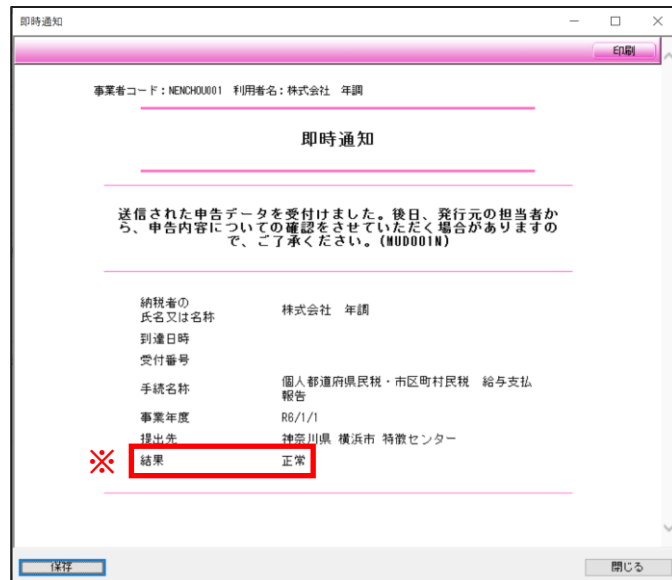 即時通知
印刷
事業者コード:NENCHOU001 利用者名:株式会社 年調
即時通知
送信された申告データを受付けました。後日、発行元の担当者か
ら、申告内容についての確認をさせていただく場合がありますの
で、ご了承ください。(MUD001N)
納税者の
氏名又は名称 株式会社 年調
到達日時
受付番号
手続名称 個人都道府県民税・市区町村民税 給与支払
報告
事業年度 R6/1/1
提出先 神奈川県 横浜市 特徴センター
※ 結果 正常
保存 閉じる